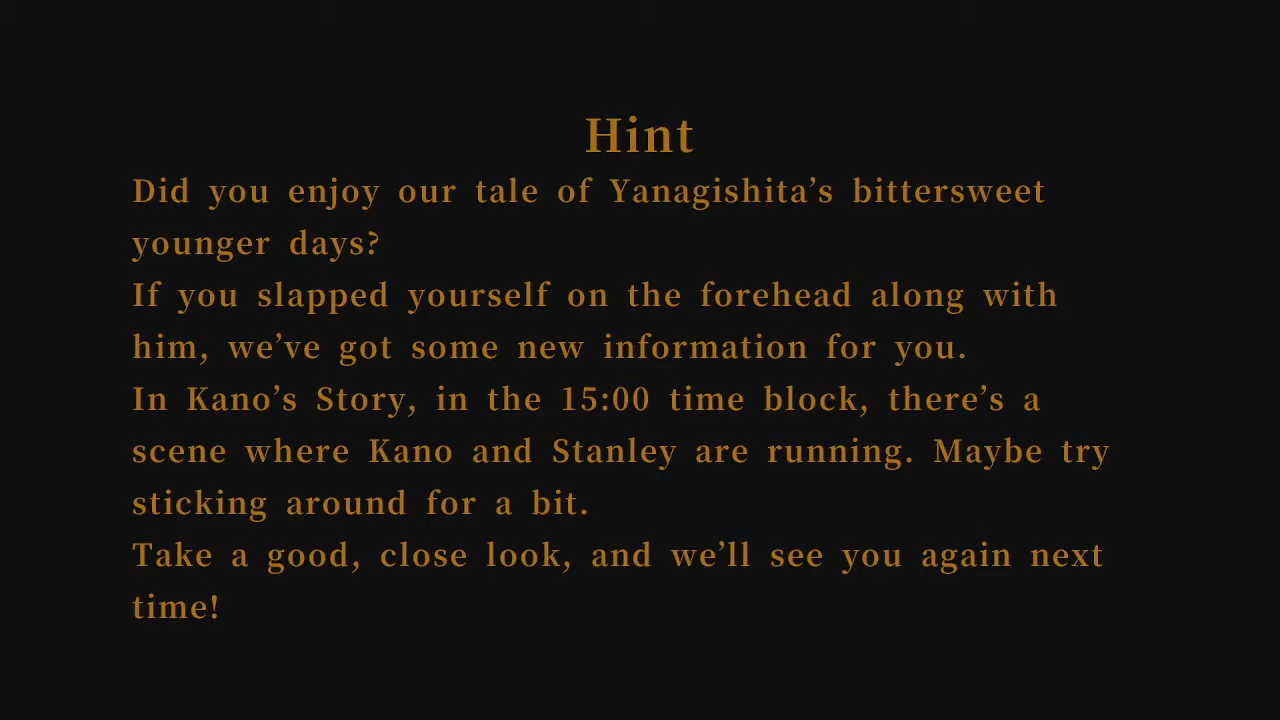 Hint
Did you enjoy our tale of Yanagishita’s bittersweet
younger days?
If you slapped yourself on the forehead along with
him, we’ve got some new information for you.
In Kano’s Story, in the 15:00 time block, there’s a
scene where Kano and Stanley are running. Maybe try
sticking around for a bit.
Take a good, close look, and we’ll see you again next
time!